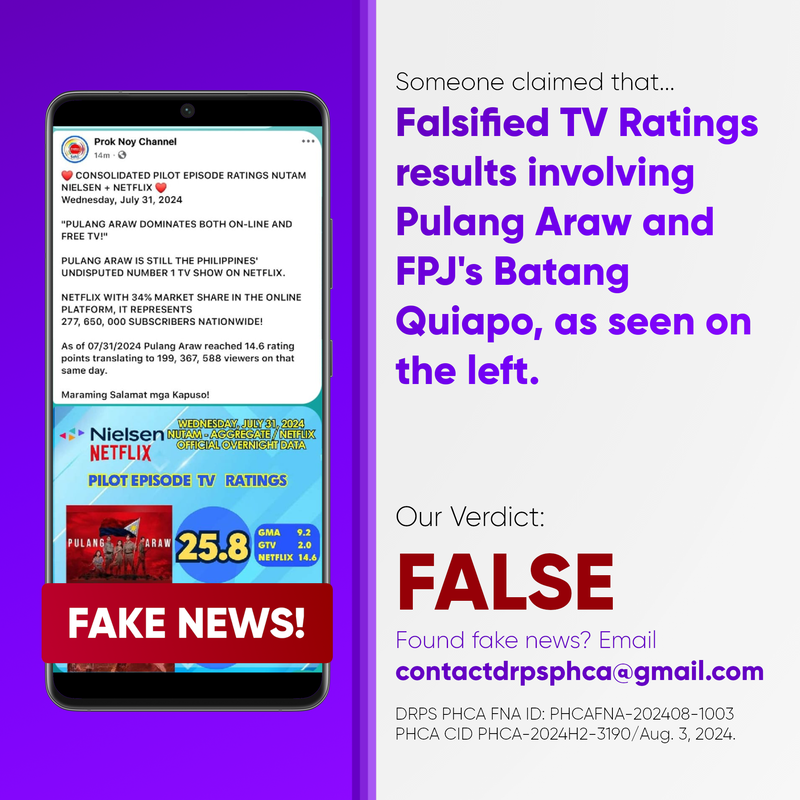 Prok Noy Channel
14m ·
❤️ CONSOLIDATED PILOT EPISODE RATINGS NUTAM
NIELSEN + NETFLIX ❤️
Wednesday, July 31, 2024
"PULANG ARAW DOMINATES BOTH ON-LINE AND
FREE TV!"
PULANG ARAW IS STILL THE PHILIPPINES'
UNDISPUTED NUMBER 1 TV SHOW ON NETFLIX.
NETFLIX WITH 34% MARKET SHARE IN THE ONLINE
PLATFORM, IT REPRESENTS
277, 650, 000 SUBSCRIBERS NATIONWIDE!
As of 07/31/2024 Pulang Araw reached 14.6 rating
points translating to 199, 367, 588 viewers on that
same day.
Maraming Salamat mga Kapuso!
Nielsen
NETFLIX
WEDNESDAY, JULY 31, 2024
NUTAM - AGGREGATE / NETFLIX
OFFICIAL OVERNIGHT DATA
PILOT EPISODE TV RATINGS
PULANG ARAW
25.8
GMA 9.2
GTV 2.0
NETFLIX 14.6
FAKE NEWS!
Someone claimed that...
Falsified TV Ratings
results involving
Pulang Araw and
FPJ's Batang
Quiapo, as seen on
the left.
Our Verdict:
FALSE
Found fake news? Email
contactdrpsphca@gmail.com
DRPS PHCA FNA ID: PHCAFNA-202408-1003
PHCA CID PHCA-2024H2-3190/Aug. 3, 2024.